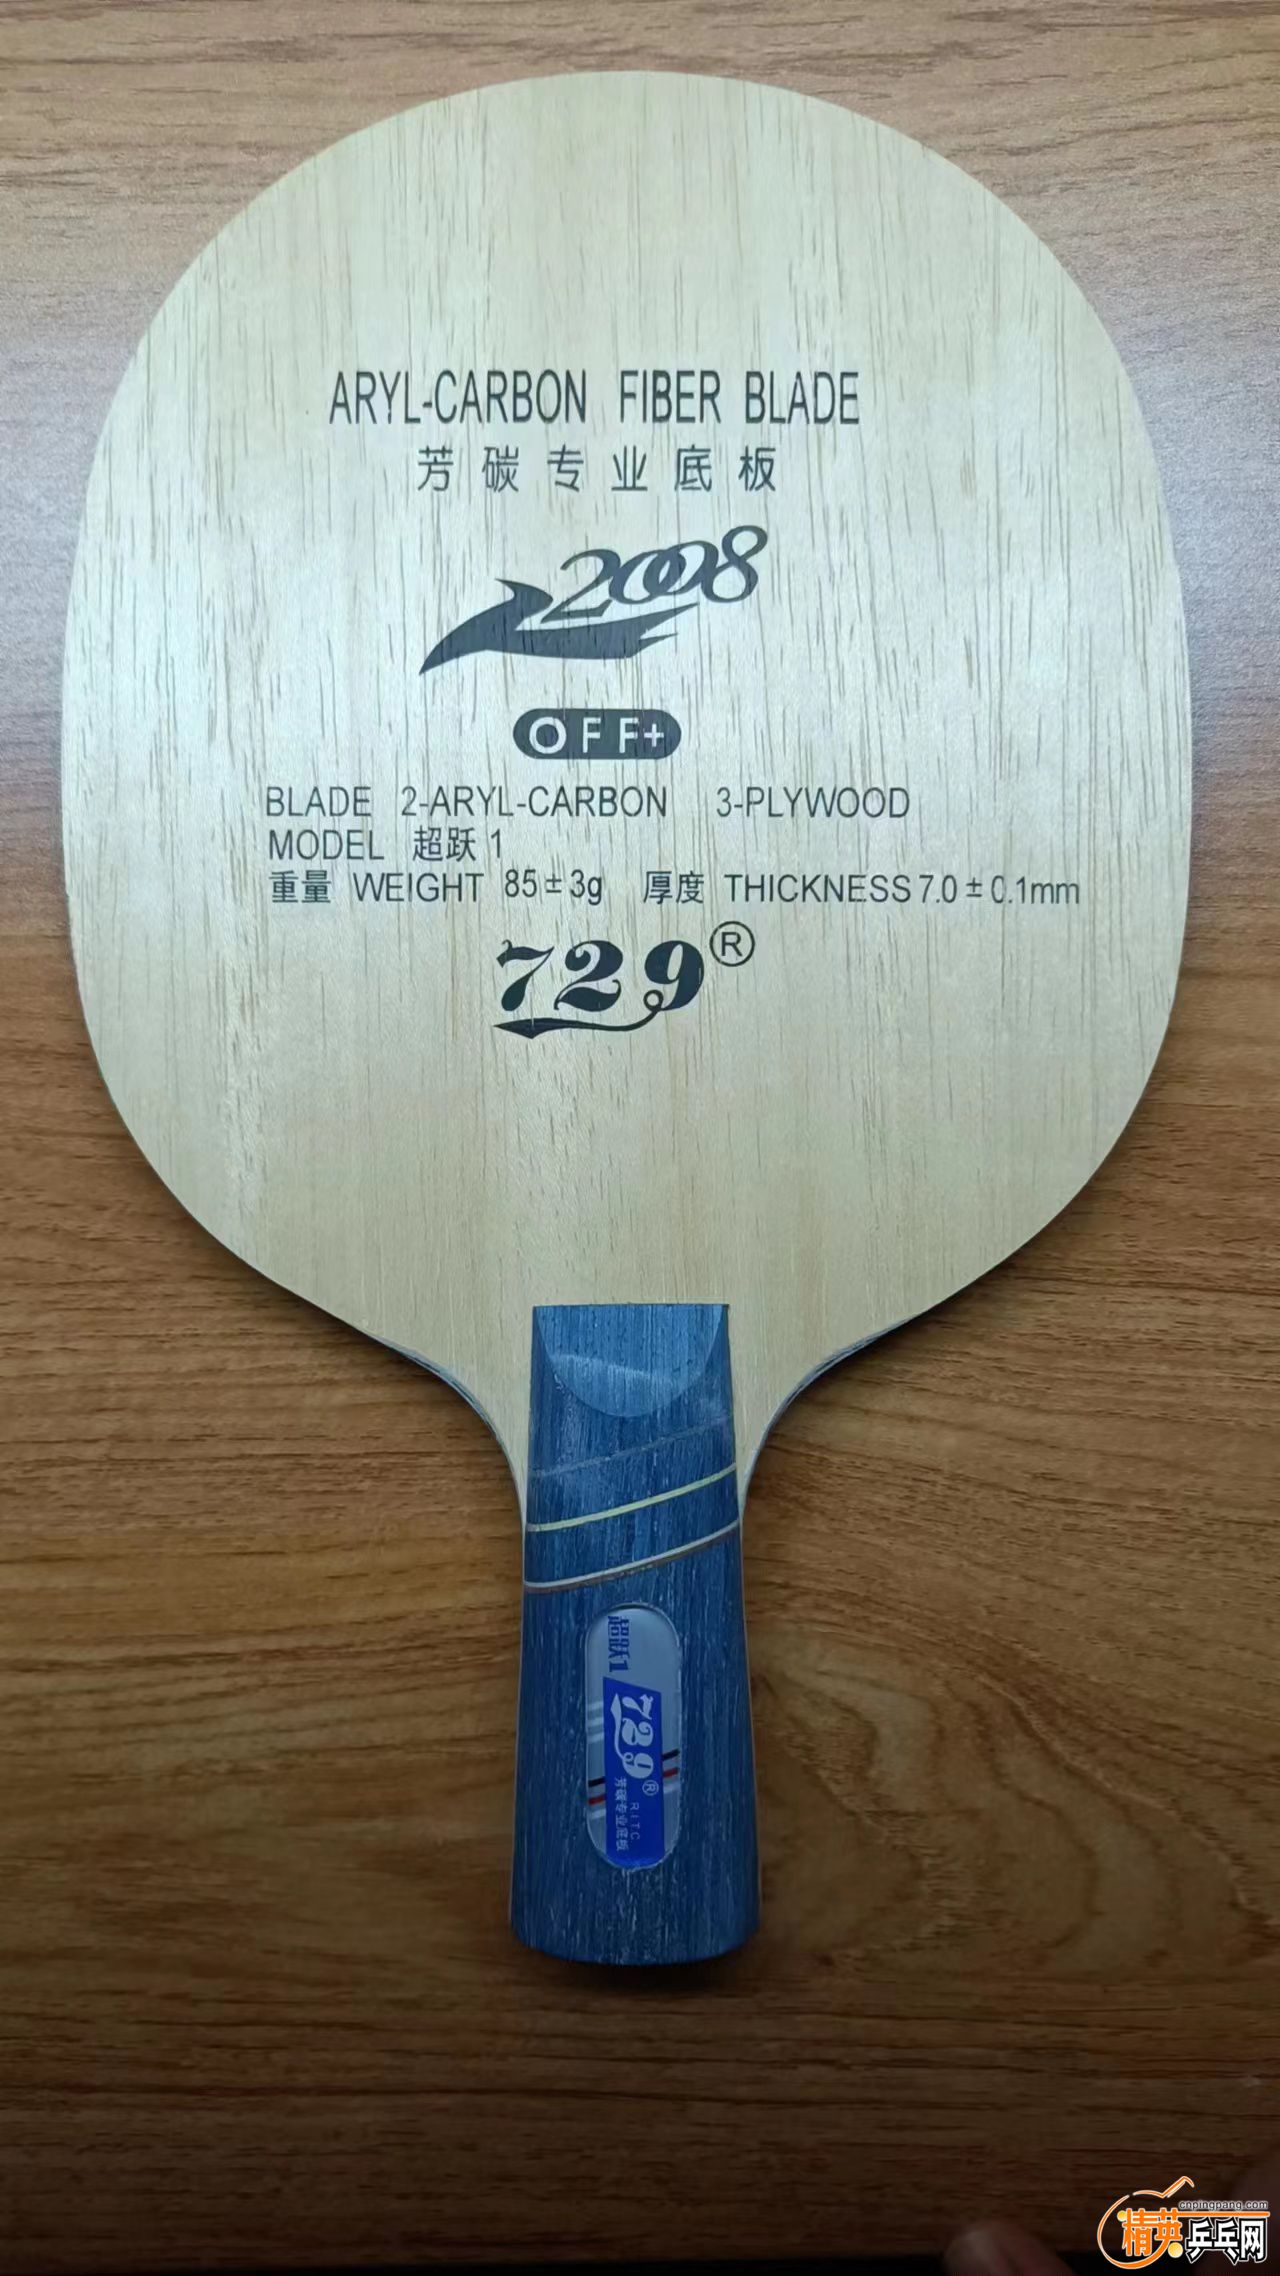 ARYL-CARBON FIBER BLADE
芳碳专业底板
2008
OFF+
BLADE 2-ARYL-CARBON 3-PLYWOOD
MODEL 超跃 1
重量 WEIGHT 85±3g 厚度 THICKNESS 7.0±0.1mm
729®
超跃1
729®
RITC
芳碳专业底板
cnpingpang.com
精英乒乓网